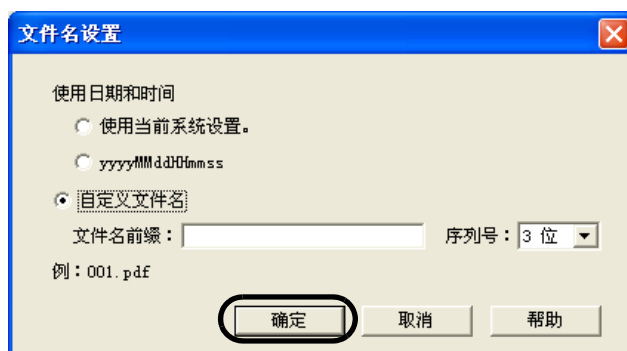 文件名设置
使用日期和时间
使用当前系统设置。
yyyyMMddHHmmss
自定义文件名
文件名前缀： 序列号：3 位
例：001.pdf
确定 取消 帮助